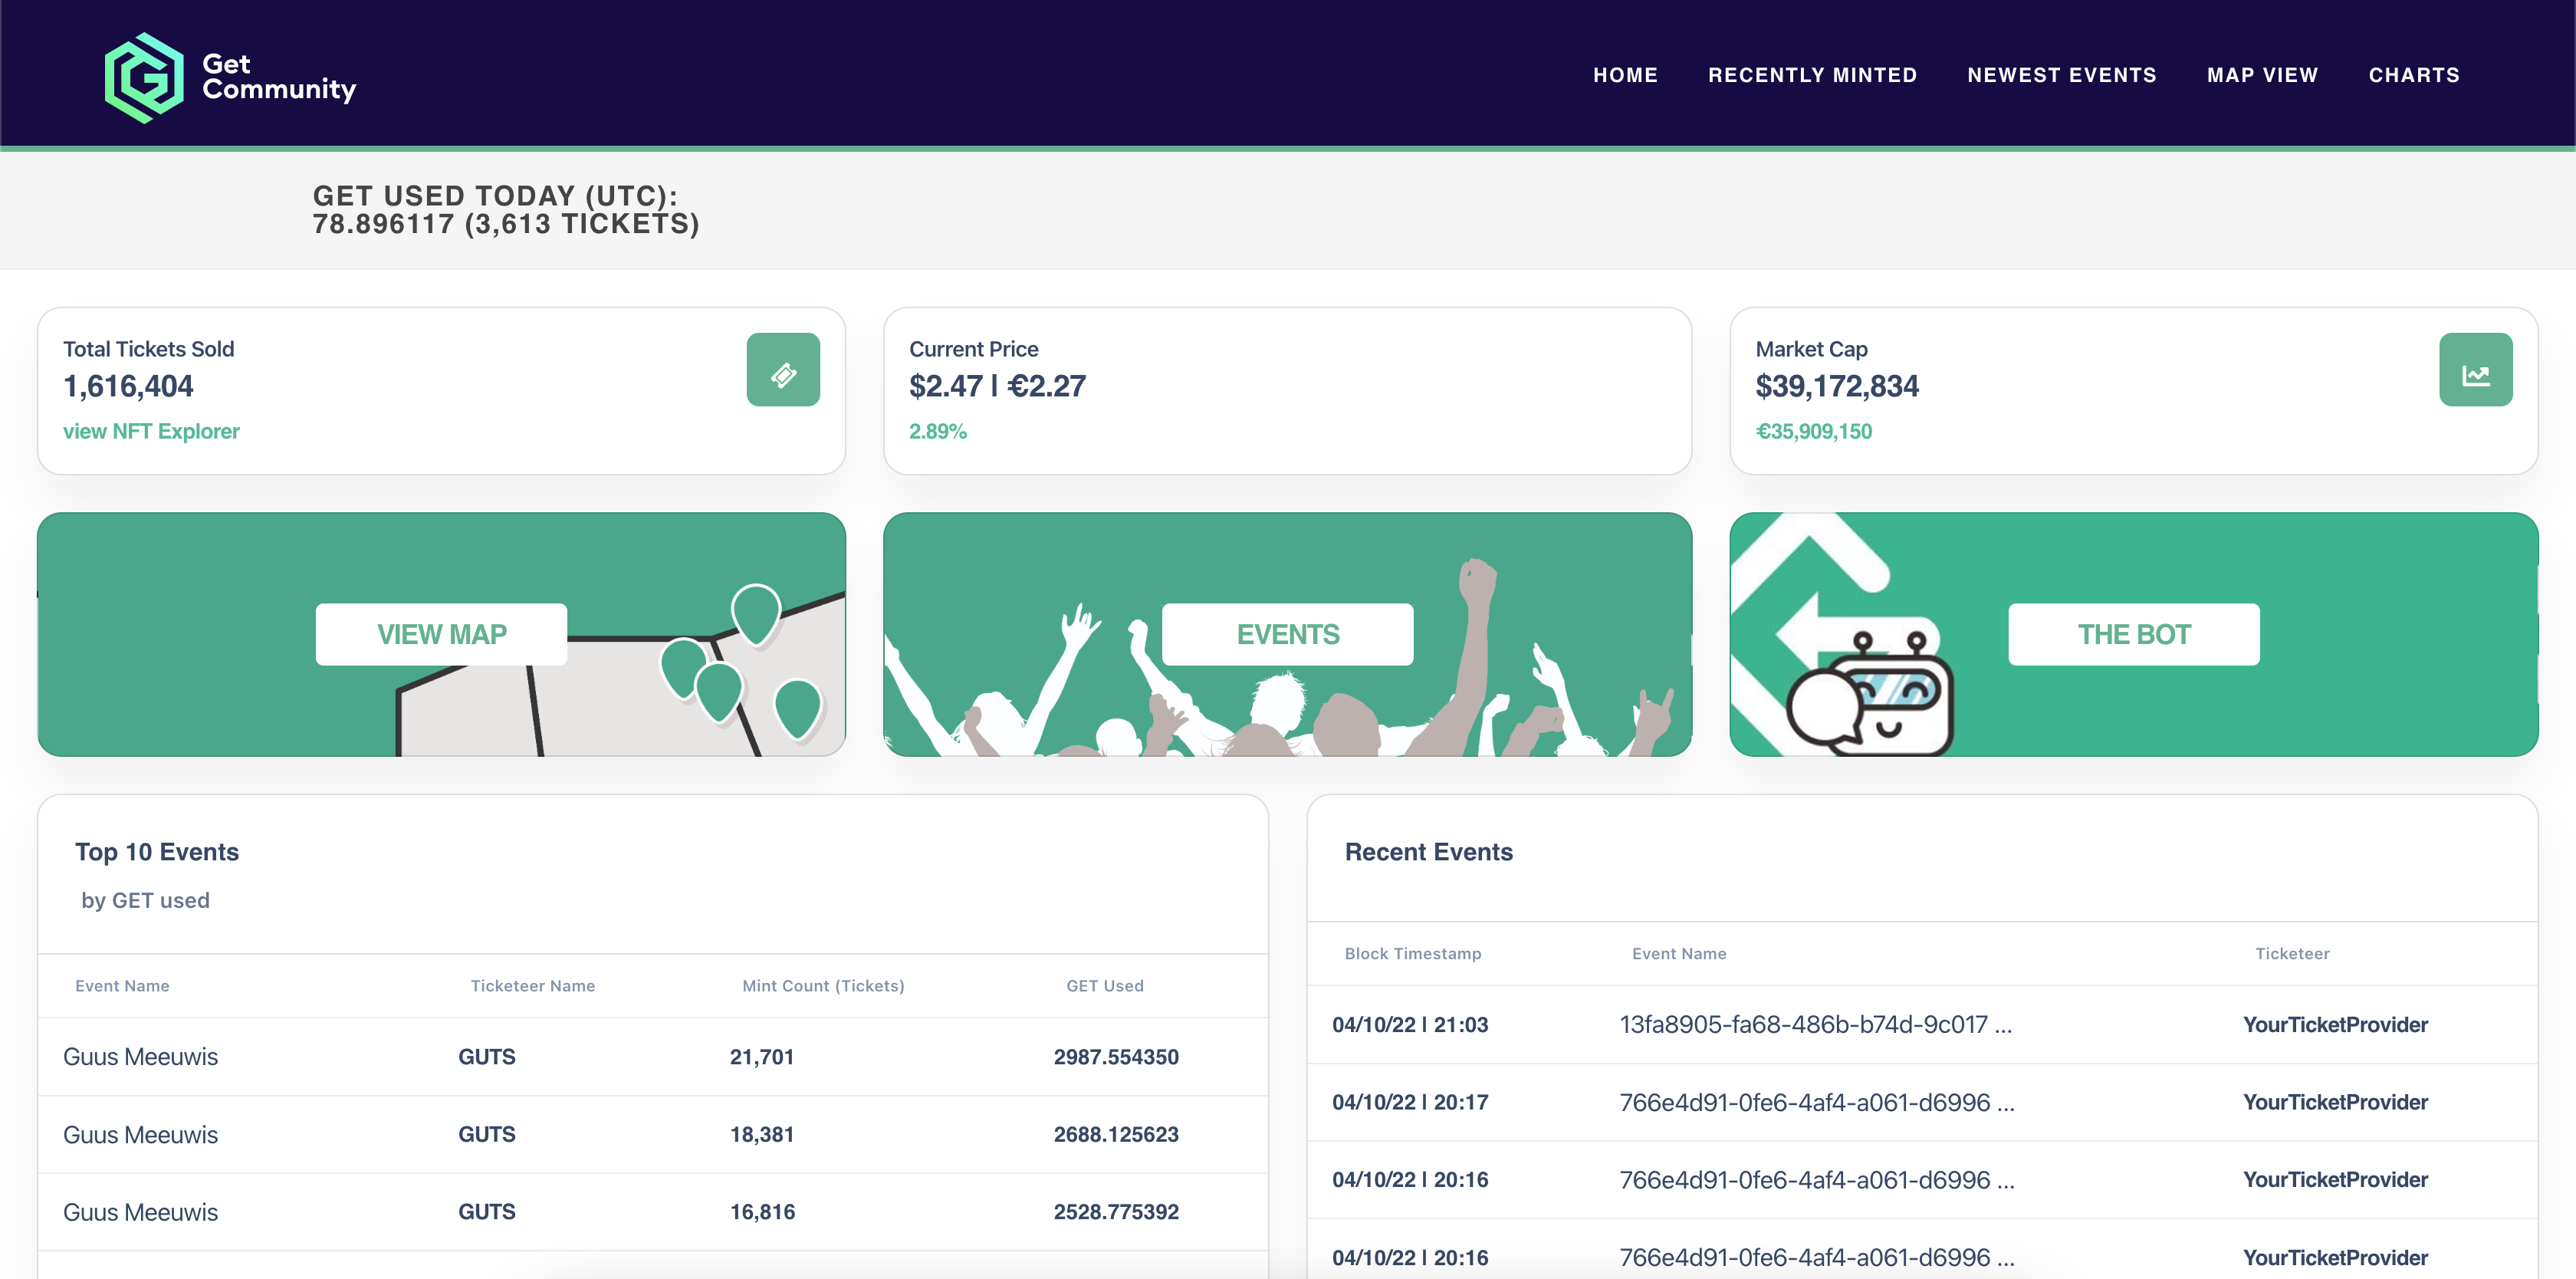 Get
Community
HOME RECENTLY MINTED NEWEST EVENTS MAP VIEW CHARTS
GET USED TODAY (UTC):
78.896117 (3,613 TICKETS)
Total Tickets Sold
1,616,404
view NFT Explorer
Current Price
$2.47 | €2.27
2.89%
Market Cap
$39,172,834
€35,909,150
VIEW MAP
EVENTS
THE BOT
Top 10 Events
by GET used
Event Name Ticketeer Name Mint Count (Tickets) GET Used
Guus Meeuwis GUTS 21,701 2987.554350
Guus Meeuwis GUTS 18,381 2688.125623
Guus Meeuwis GUTS 16,816 2528.775392
Recent Events
Block Timestamp Event Name Ticketeer
04/10/22 | 21:03 13fa8905-fa68-486b-b74d-9c017 ... YourTicketProvider
04/10/22 | 20:17 766e4d91-0fe6-4af4-a061-d6996 ... YourTicketProvider
04/10/22 | 20:16 766e4d91-0fe6-4af4-a061-d6996 ... YourTicketProvider
04/10/22 | 20:16 766e4d91-0fe6-4af4-a061-d6996 ... YourTicketProvider